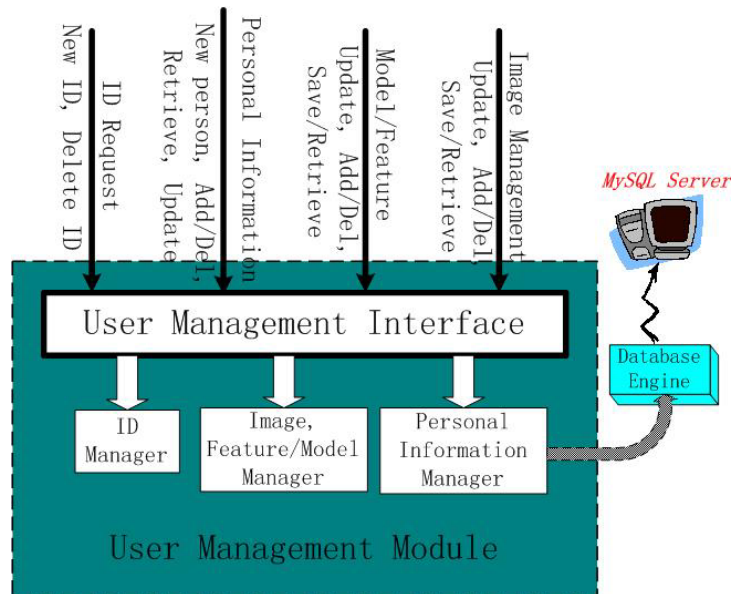 ID Request
New ID, Delete ID
Personal Information
New person, Add/Del,
Retrieve, Update
Model/Feature
Update, Add/Del,
Save/Retrieve
Image Management
Update, Add/Del,
Save/Retrieve
MySQL Server
User Management Interface
Database
Engine
ID
Manager
Image,
Feature/Model
Manager
Personal
Information
Manager
User Management Module